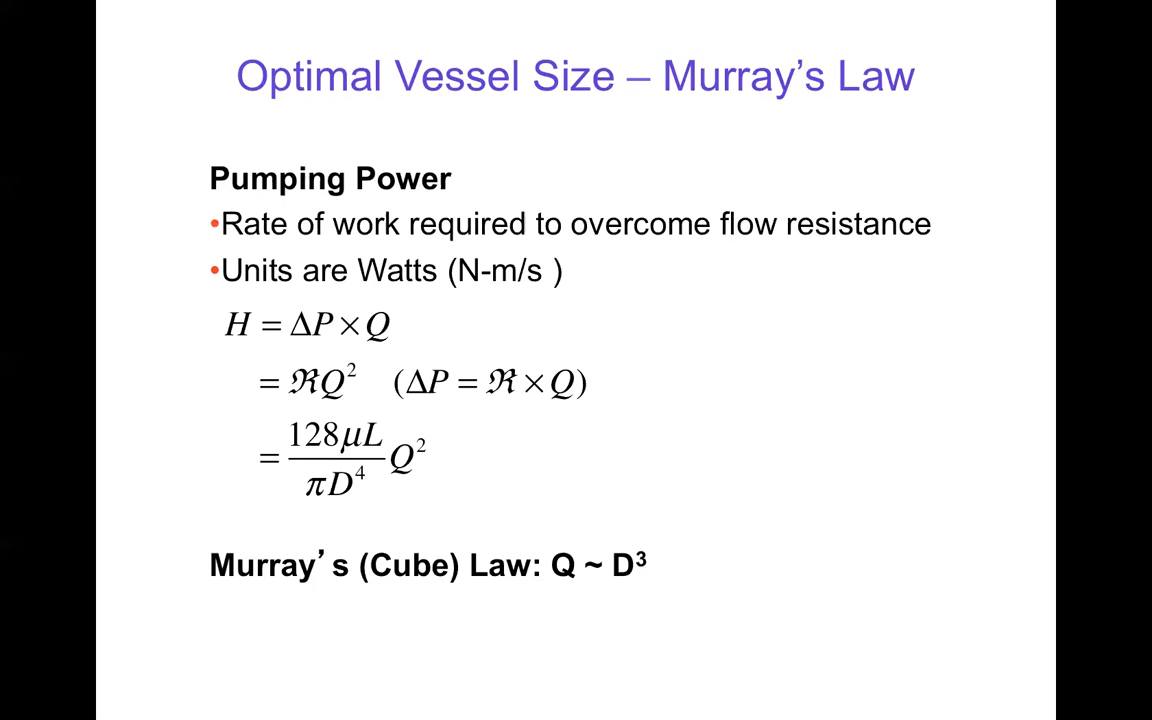 Optimal Vessel Size – Murray’s Law
Pumping Power
•Rate of work required to overcome flow resistance
•Units are Watts (N-m/s )
H = ΔP × Q
= ℜQ² (ΔP = ℜ × Q)
= 128μL / πD⁴ Q²
Murray’s (Cube) Law: Q ~ D³